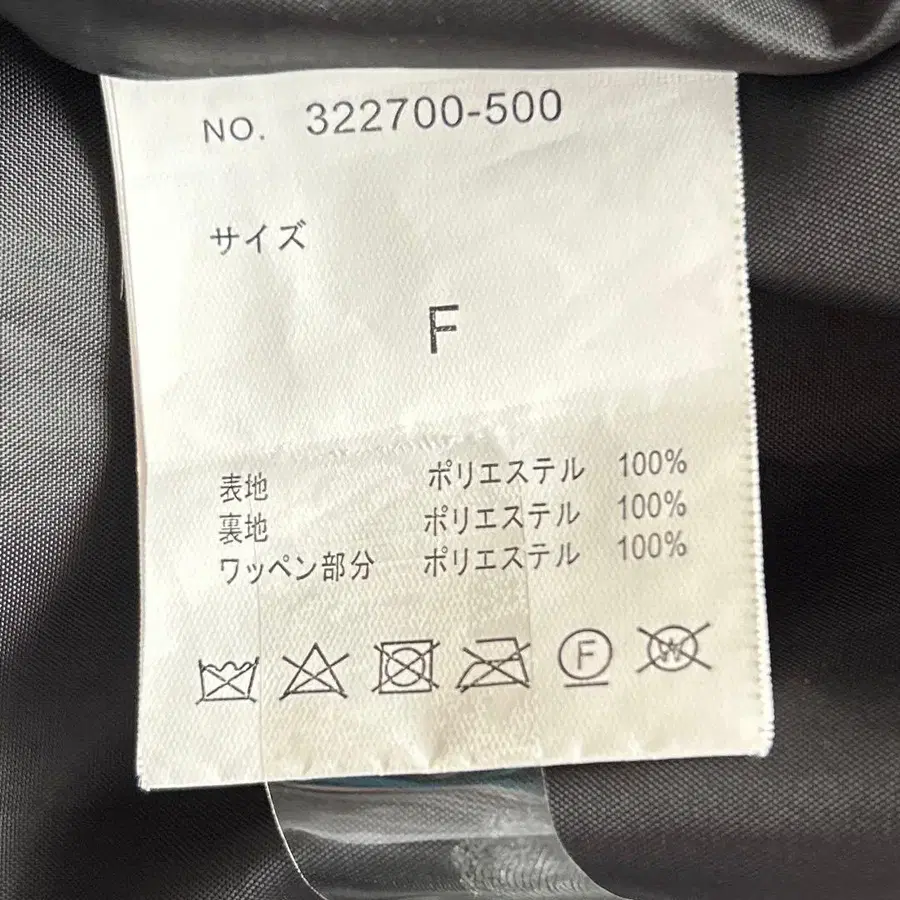 NO. 322700-500
サイズ
F
表地 ポリエステル 100%
裏地 ポリエステル 100%
ワッペン部分 ポリエステル 100%
F W